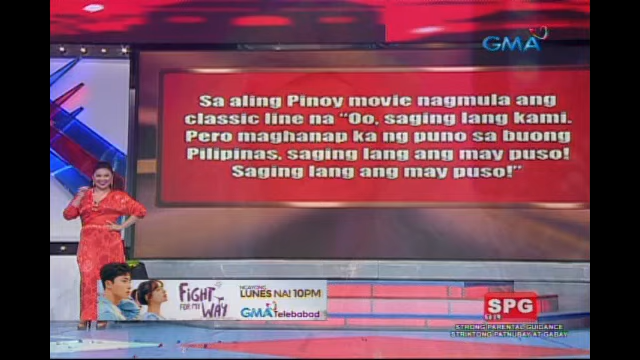 GMA
Sa aling Pinoy movie nagmula ang
classic line na "Oo, saging lang kami.
Pero maghanap ka ng puno sa buong
Pilipinas, saging lang ang may puso!
Saging lang ang may puso!"
FIGHT
FOR MY
WAY
NGAYONG
LUNES NA! 10PM
GMA Telebabad
SPG
STRONG PARENTAL GUIDANCE
STRIKTONG PATNUBAY AT GABAY